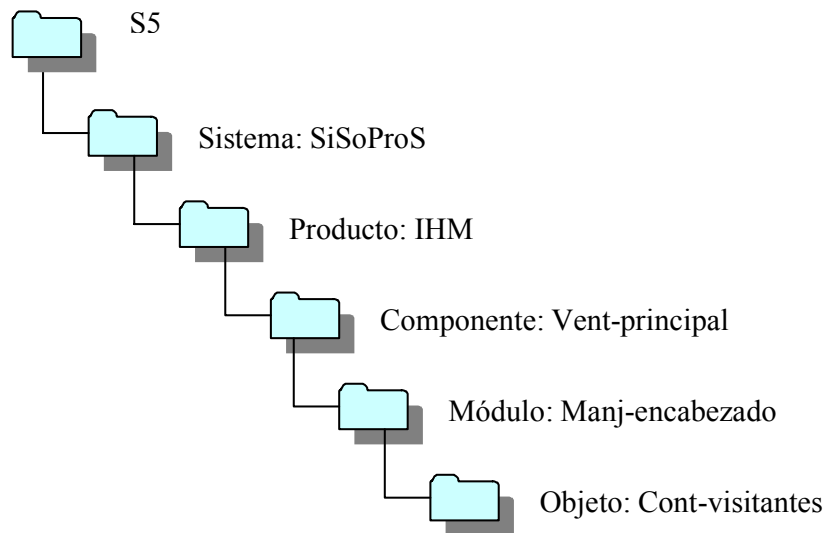 S5
Sistema: SiSoProS
Producto: IHM
Componente: Vent-principal
Módulo: Manj-encabezado
Objeto: Cont-visitantes